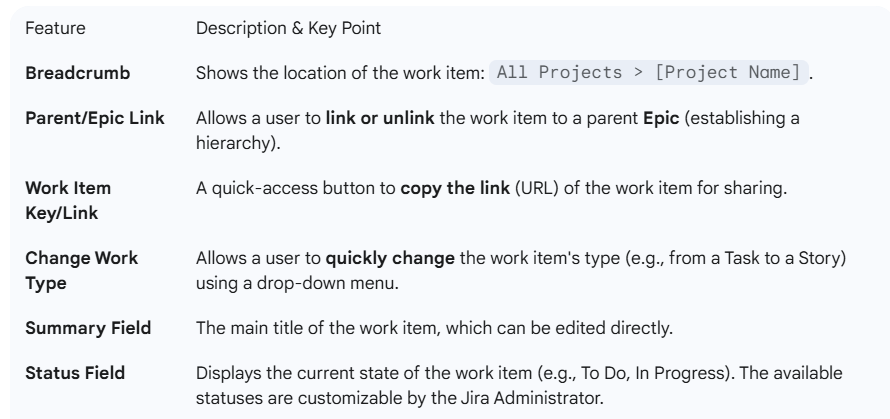 Feature Description & Key Point
Breadcrumb Shows the location of the work item: All Projects > [Project Name].
Parent/Epic Link Allows a user to link or unlink the work item to a parent Epic (establishing a
hierarchy).
Work Item A quick-access button to copy the link (URL) of the work item for sharing.
Key/Link
Change Work Allows a user to quickly change the work item's type (e.g., from a Task to a Story)
Type using a drop-down menu.
Summary Field The main title of the work item, which can be edited directly.
Status Field Displays the current state of the work item (e.g., To Do, In Progress). The available
statuses are customizable by the Jira Administrator.